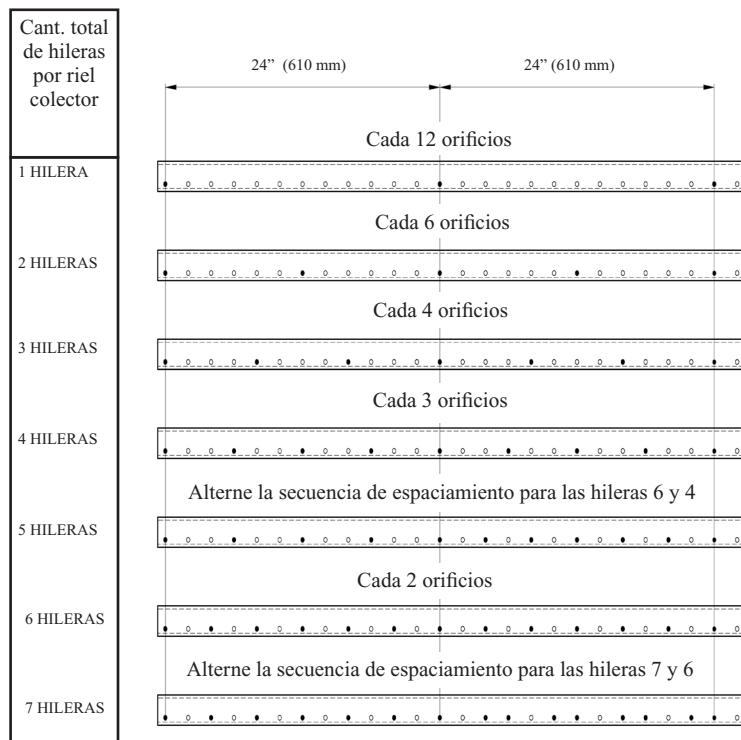 Cant. total
de hileras
por riel
colector
24” (610 mm)
24” (610 mm)
Cada 12 orificios
1 HILERA
Cada 6 orificios
2 HILERAS
Cada 4 orificios
3 HILERAS
Cada 3 orificios
4 HILERAS
Alterne la secuencia de espaciamiento para las hileras 6 y 4
5 HILERAS
Cada 2 orificios
6 HILERAS
Alterne la secuencia de espaciamiento para las hileras 7 y 6
7 HILERAS